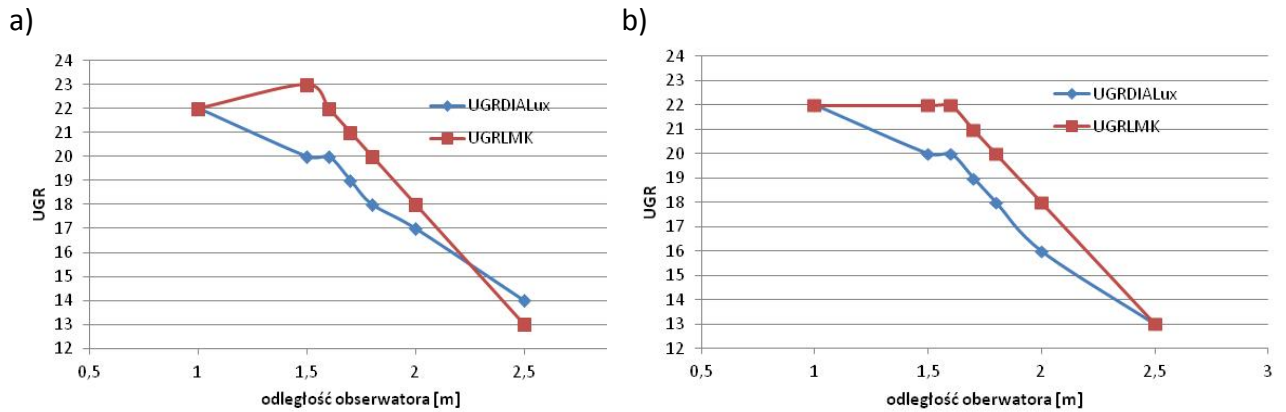 a)
24
23
22
21
20
19
18
17
16
15
14
13
12
UGR
UGRDIALux
UGRLMK
0,5 1 1,5 2 2,5
odległość obserwatora [m]
b)
24
23
22
21
20
19
18
17
16
15
14
13
12
UGR
UGRDIALux
UGRLMK
0,5 1 1,5 2 2,5 3
odległość oberwatora [m]